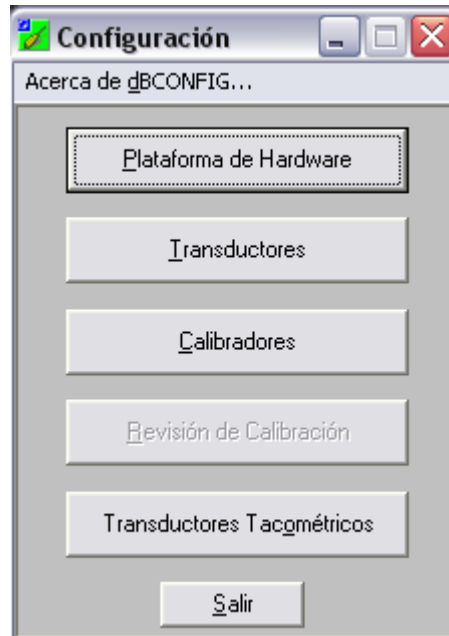 Configuración
Acerca de dBCONFIG...
Plataforma de Hardware
Transductores
Calibradores
Revisión de Calibración
Transductores Tacométricos
Salir